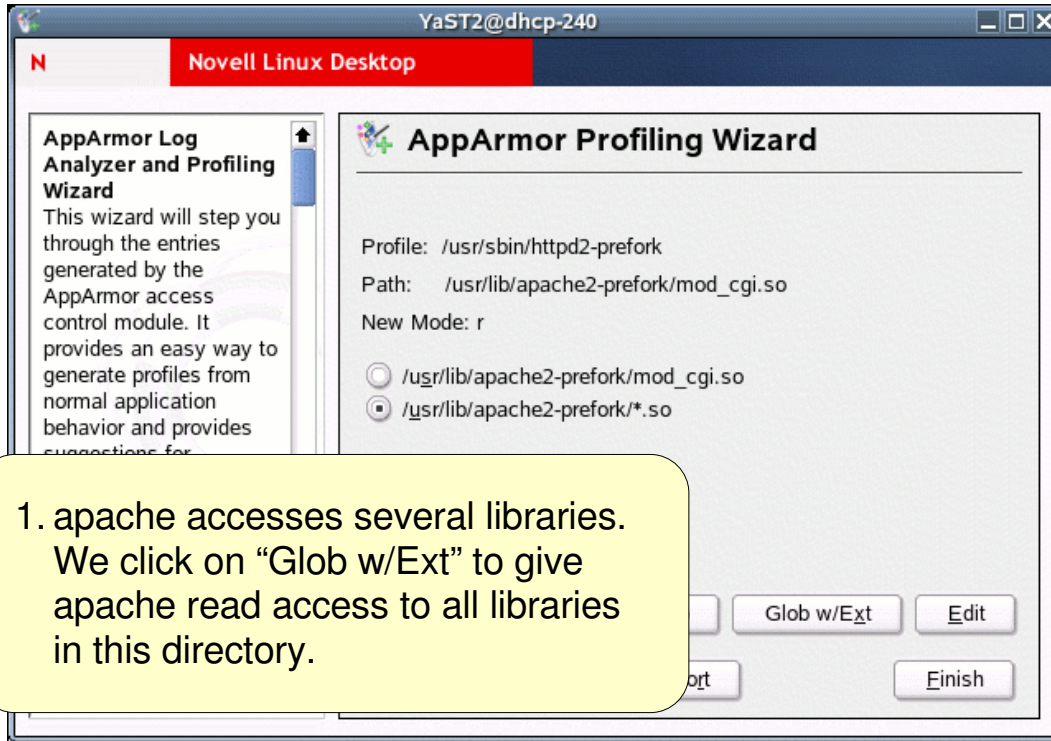 YaST2@dhcp-240
N
Novell Linux Desktop
AppArmor Log
Analyzer and Profiling
Wizard
This wizard will step you
through the entries
generated by the
AppArmor access
control module. It
provides an easy way to
generate profiles from
normal application
behavior and provides
suggestions for
AppArmor Profiling Wizard
Profile: /usr/sbin/httpd2-prefork
Path: /usr/lib/apache2-prefork/mod_cgi.so
New Mode: r
/usr/lib/apache2-prefork/mod_cgi.so
/usr/lib/apache2-prefork/*.so
1. apache accesses several libraries.
We click on “Glob w/Ext” to give
apache read access to all libraries
in this directory.
Glob w/Ext
Edit
Finish